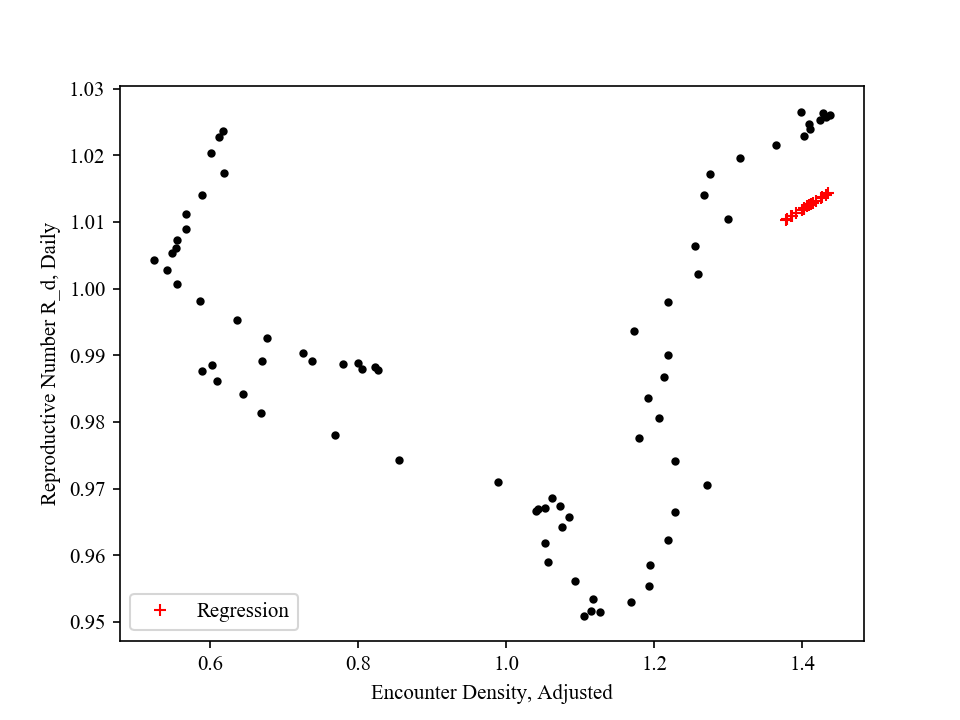 1.03
1.02
1.01
1.00
0.99
0.98
0.97
0.96
0.95
Reproductive Number R_d, Daily
Regression
0.6 0.8 1.0 1.2 1.4
Encounter Density, Adjusted